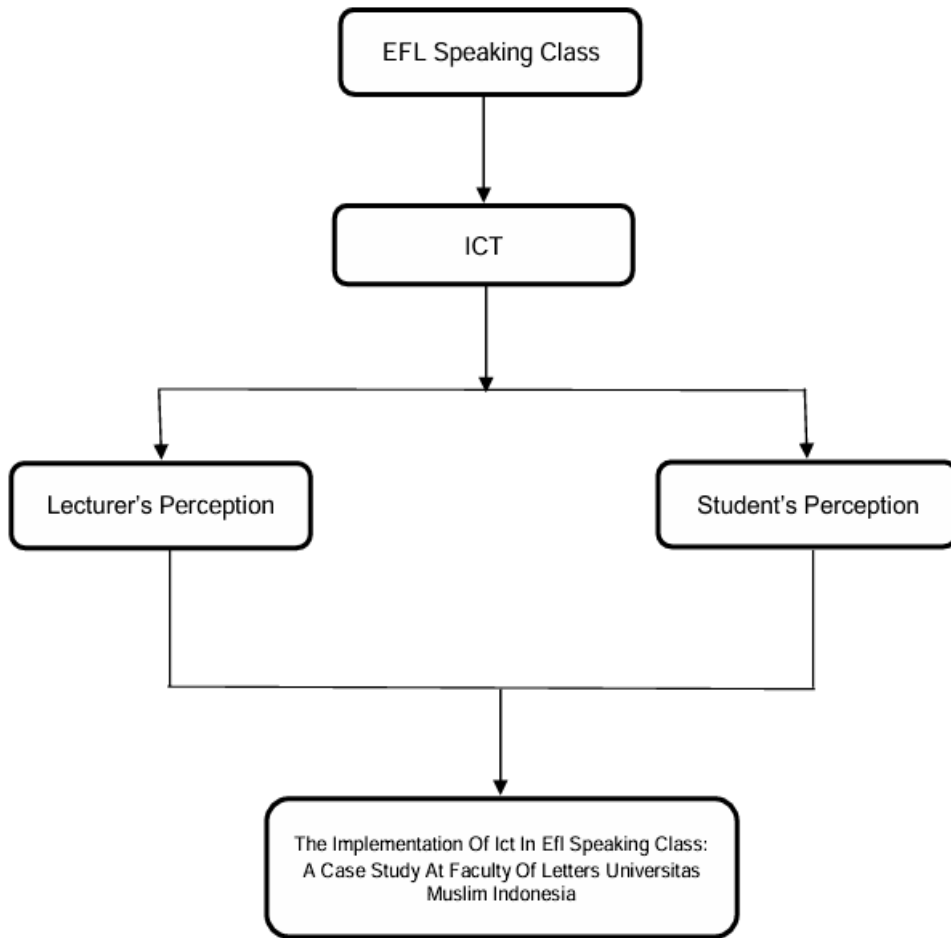 EFL Speaking Class
ICT
Lecturer’s Perception
Student’s Perception
The Implementation Of Ict In Efl Speaking Class:
A Case Study At Faculty Of Letters Universitas
Muslim Indonesia